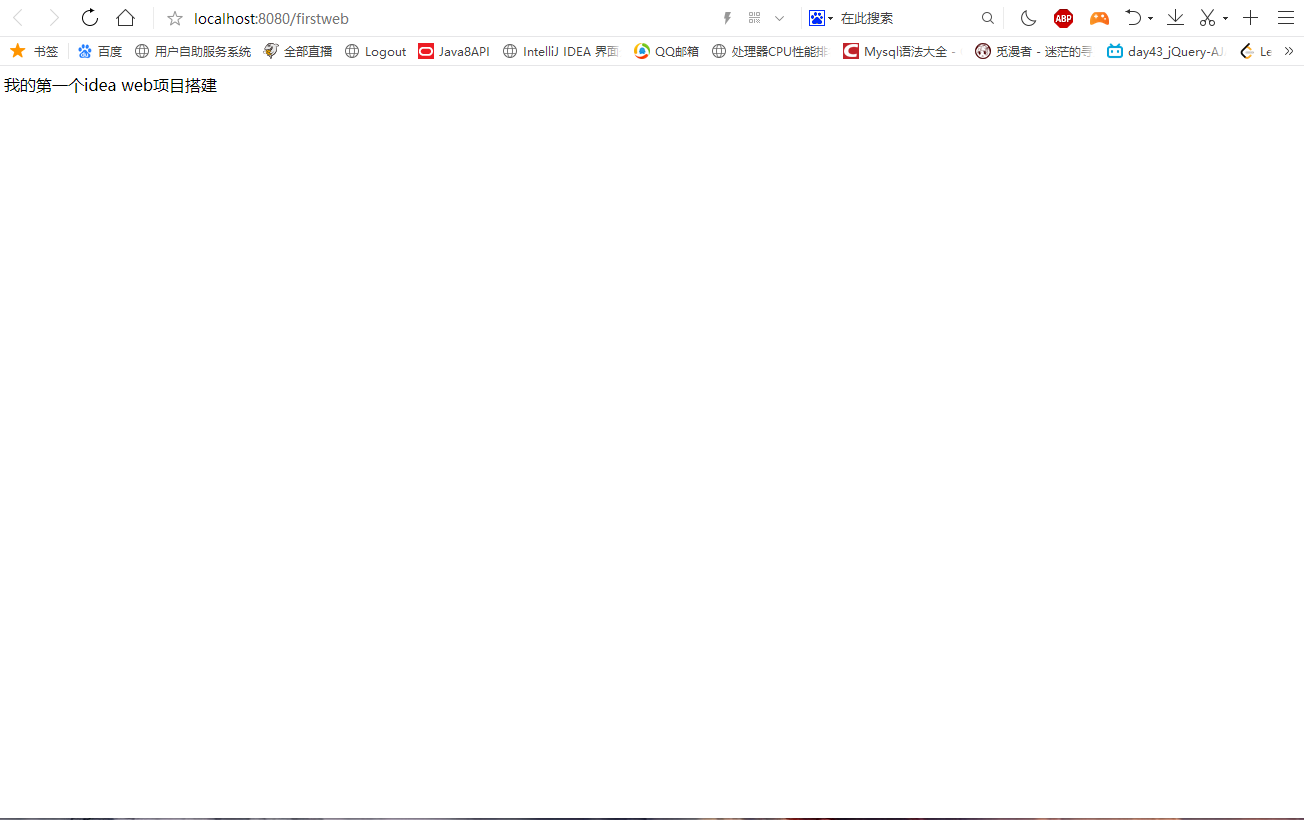 localhost:8080/firstweb 在此搜索 ABP
书签 百度 用户自助服务系统 全部直播 Logout Java8API IntelliJ IDEA 界面 QQ邮箱 处理器CPU性能排 Mysql语法大全 - 觅漫者 - 迷茫的寻 day43_jQuery-AJ Le
我的第一个idea web项目搭建